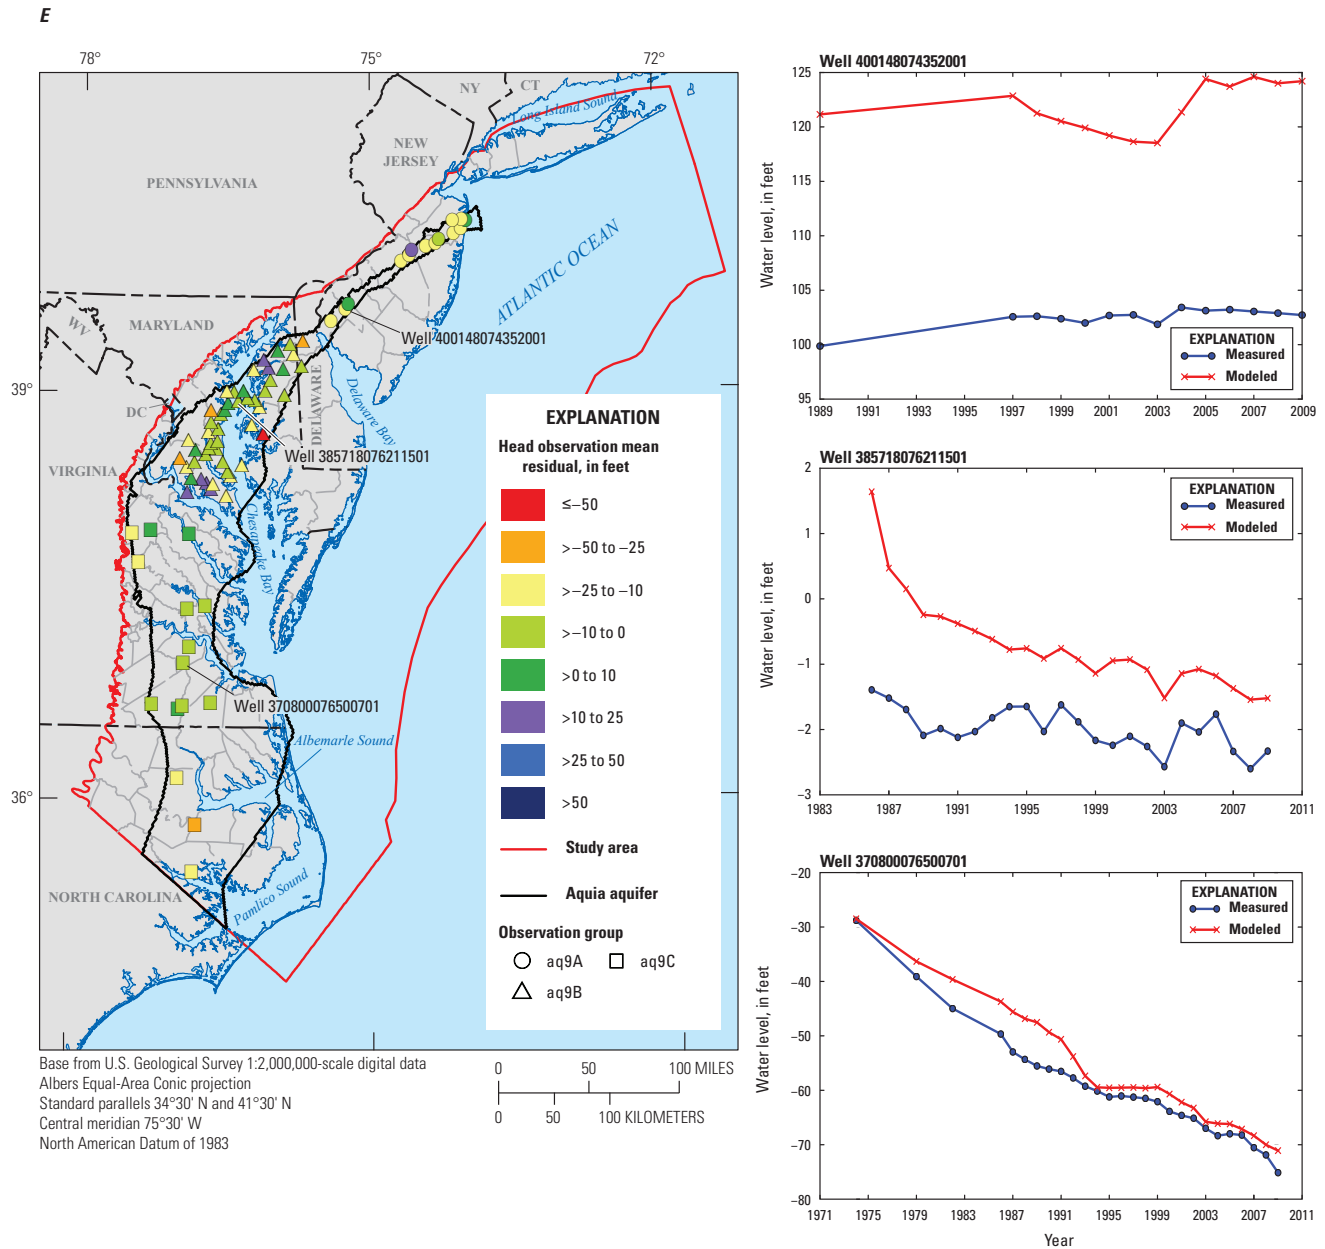 E
78°
75°
72°
NY
CT
Long Island Sound
NEW
JERSEY
PENNSYLVANIA
ATLANTIC OCEAN
WV
MARYLAND
Well 400148074352001
39°
DC
DELAWARE
Delaware Bay
VIRGINIA
Well 385718076211501
Chesapeake Bay
Well 370800076500701
Albemarle Sound
36°
NORTH CAROLINA
Pamlico Sound
EXPLANATION
Head observation mean
residual, in feet
≤–50
>–50 to –25
>–25 to –10
>–10 to 0
>0 to 10
>10 to 25
>25 to 50
>50
Study area
Aquia aquifer
Observation group
aq9A
aq9C
aq9B
Base from U.S. Geological Survey 1:2,000,000-scale digital data
Albers Equal-Area Conic projection
Standard parallels 34°30' N and 41°30' N
Central meridian 75°30' W
North American Datum of 1983
0 50 100 MILES
0 50 100 KILOMETERS
Well 400148074352001
Water level, in feet
125
120
115
110
105
100
95
EXPLANATION
Measured
Modeled
1989 1991 1993 1995 1997 1999 2001 2003 2005 2007 2009
Well 385718076211501
Water level, in feet
2
1
0
–1
–2
–3
EXPLANATION
Measured
Modeled
1983 1987 1991 1995 1999 2003 2007 2011
Well 370800076500701
Water level, in feet
–20
–30
–40
–50
–60
–70
–80
EXPLANATION
Measured
Modeled
1971 1975 1979 1983 1987 1991 1995 1999 2003 2007 2011
Year